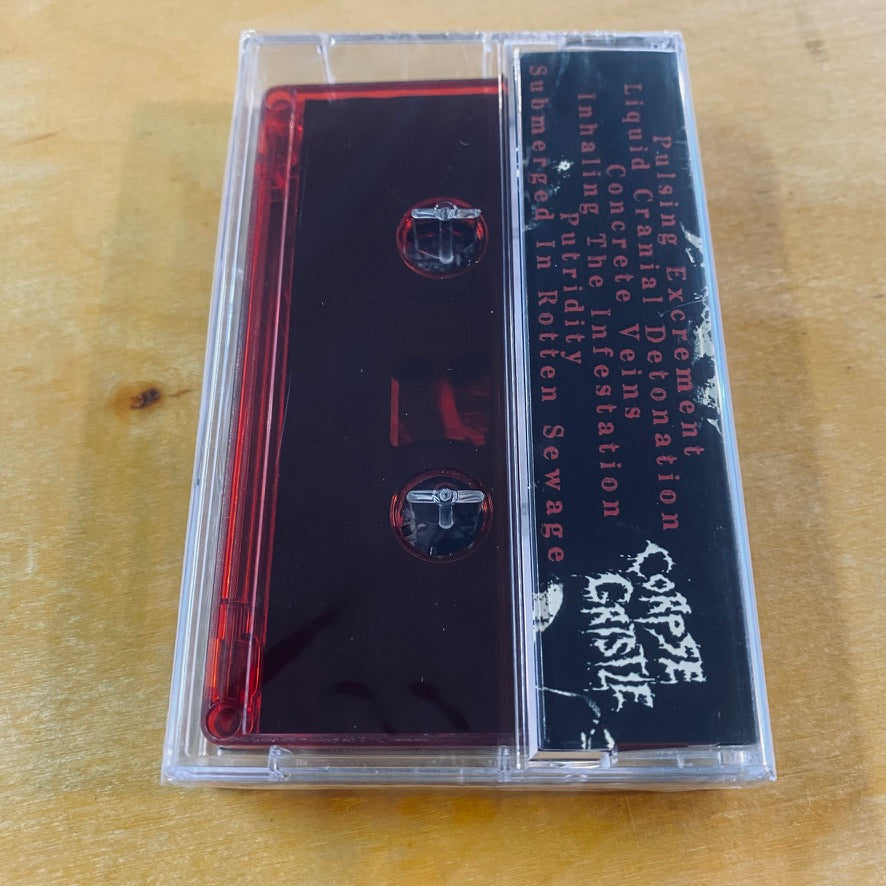 Pulsing Excrement
Liquid Cranial Detonation
Concrete Veins
Inhaling The Infestation
Putridity
Submerged In Rotten Sewage
CORPSE
GRISTLE